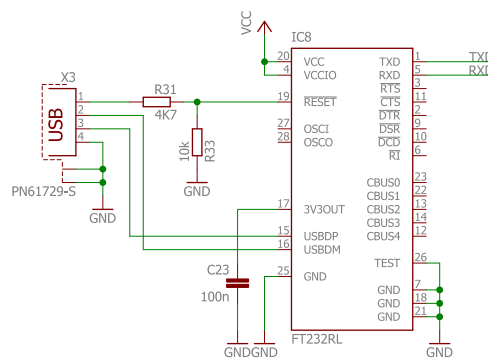 VCC
IC8
20 VCC TXD 1 TXD
4 VCCIO RXD 5 RXD
RTS 3
X3
R31
1
4K7
19 RESET CTS 11
2
DTR 2
3
USB
10k
R33
27 OSCI DSR 9
4
28 OSCO DCD 10
RI 6
PN61729-S
GND
GND
CBUS0 23
CBUS1 22
17 3V3OUT CBUS2 13
CBUS3 14
15 USBDP CBUS4 12
16 USBDM
C23
100n
25 GND TEST 26
GND 7
GND 18
GND 21
FT232RL
GND
GND
GND